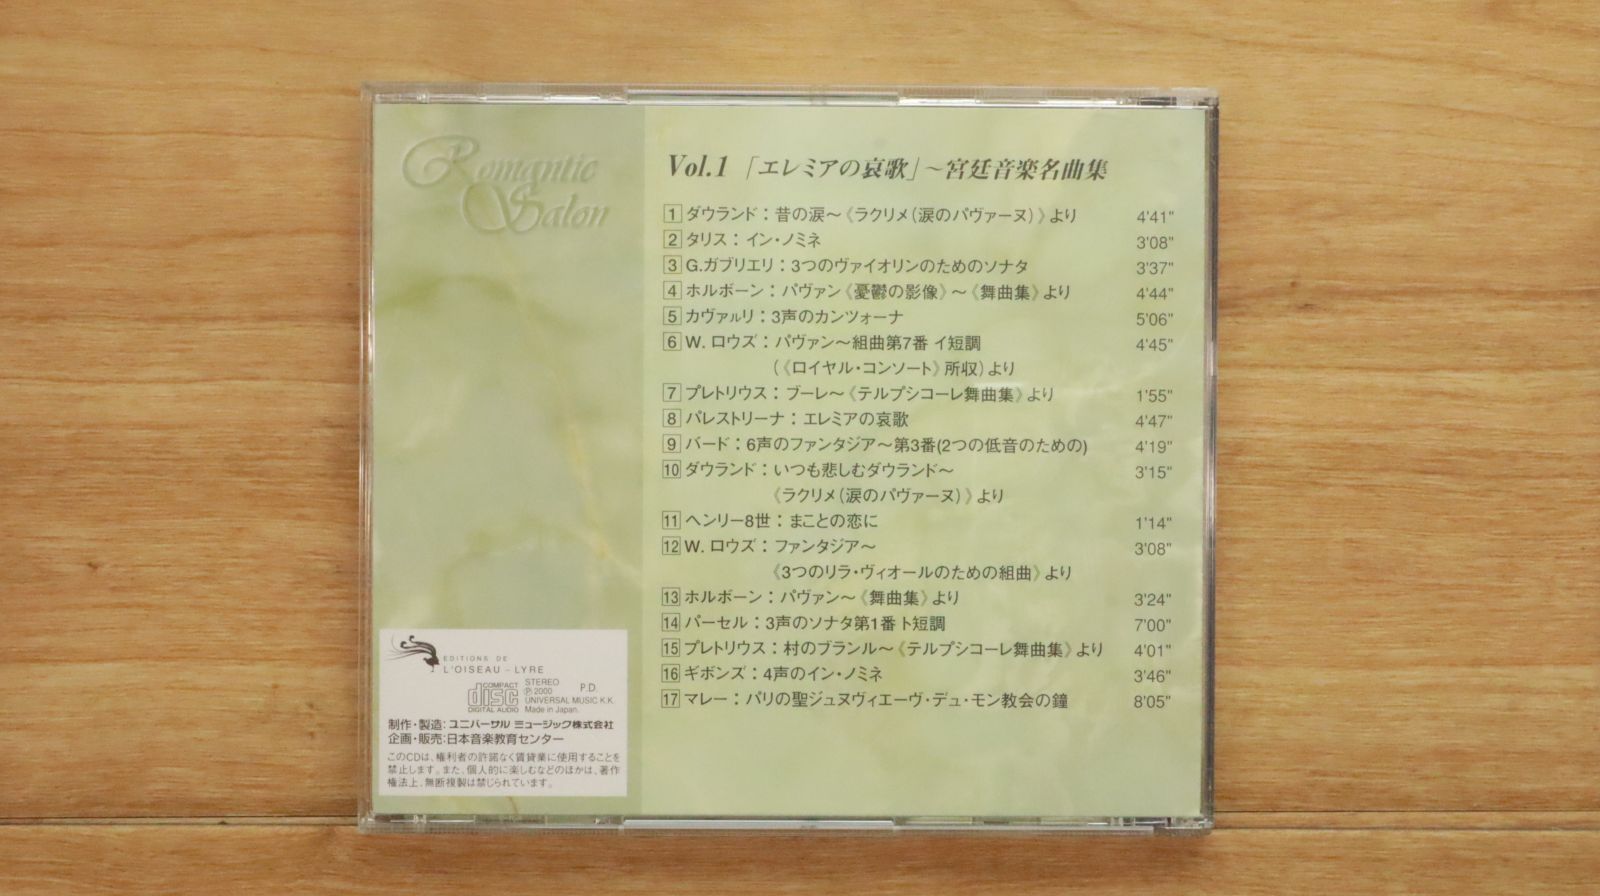 Romantic
Salon
Vol.1 「エレミアの哀歌」～宮廷音楽名曲集
1 ダウランド：昔の涙～《ラクリメ（涙のパヴァーヌ）》より 4'41"
2 タリス：イン・ノミネ 3'08"
3 G.ガブリエリ：3つのヴァイオリンのためのソナタ 3'37"
4 ホルボーン：パヴァン《憂鬱の影像》～《舞曲集》より 4'44"
5 カヴァルリ：3声のカンツォーナ 5'06"
6 W. ロウズ：パヴァン～組曲第7番 イ短調 4'45"
（《ロイヤル・コンソート》所収）より
7 プレトリウス：ブーレ～《テルプシコーレ舞曲集》より 1'55"
8 パレストリーナ：エレミアの哀歌 4'47"
9 バード：6声のファンタジア～第3番(2つの低音のための) 4'19"
10 ダウランド：いつも悲しむダウランド～ 3'15"
《ラクリメ（涙のパヴァーヌ）》より
11 ヘンリー8世：まことの恋に 1'14"
12 W. ロウズ：ファンタジア～ 3'08"
《3つのリラ・ヴィオールのための組曲》より
13 ホルボーン：パヴァン～《舞曲集》より 3'24"
14 パーセル：3声のソナタ第1番 ト短調 7'00"
15 プレトリウス：村のブランル～《テルプシコーレ舞曲集》より 4'01"
16 ギボンズ：4声のイン・ノミネ 3'46"
17 マレー：パリの聖ジュヌヴィエーヴ・デュ・モン教会の鐘 8'05"
EDITIONS DE
L'OISEAU-LYRE
COMPACT disc DIGITAL AUDIO
STEREO P.D.
Ⓟ2000
UNIVERSAL MUSIC K.K.
Made in Japan.
制作・製造：ユニバーサル ミュージック株式会社
企画・販売：日本音楽教育センター
このCDは、権利者の許諾なく賃貸業に使用することを
禁止します。また、個人的に楽しむなどのほかは、著作
権法上、無断複製は禁じられています。